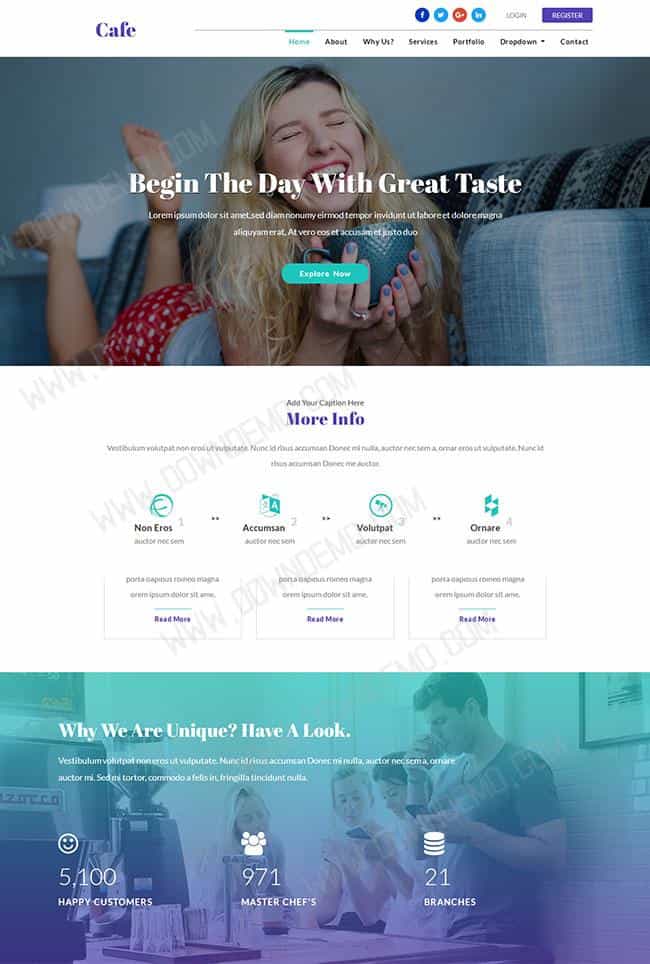 LOGIN
REGISTER
Cafe
Home
About
Why Us?
Services
Portfolio
Dropdown
Contact
Begin The Day With Great Taste
Lorem ipsum dolor sit amet,sed diam nonumy eirmod tempor invidunt ut labore et dolore magna
aliquyam erat, At vero eos et accusam et justo duo
Explore Now
Add Your Caption Here
More Info
Vestibulum volutpat non eros ut vulputate. Nunc id risus accumsan Donec mi nulla, auctor nec sem a, ornar eros ut vulputate. Nunc id
risus accumsan Donec me auctor.
Non Eros 1
auctor nec sem
Accumsan 2
auctor nec sem
Volutpat 3
auctor nec sem
Ornare 4
auctor nec sem
porta dapibus romeo magna
orem ipsum dolor sit ame,
Read More
porta dapibus romeo magna
orem ipsum dolor sit ame,
Read More
porta dapibus romeo magna
orem ipsum dolor sit ame,
Read More
Why We Are Unique? Have A Look.
Vestibulum volutpat non eros ut vulputate. Nunc id risus accumsan Donec mi nulla, auctor nec sem a, ornare
auctor mi. Sed mi tortor, commodo a felis in, fringilla tincidunt nulla.
5,100
HAPPY CUSTOMERS
971
MASTER CHEF'S
21
BRANCHES
WWW.DOWNDEMO.COM
WWW.DOWNDEMO.COM
WWW.DOWNDEMO.COM
WWW.DOWNDEMO.COM